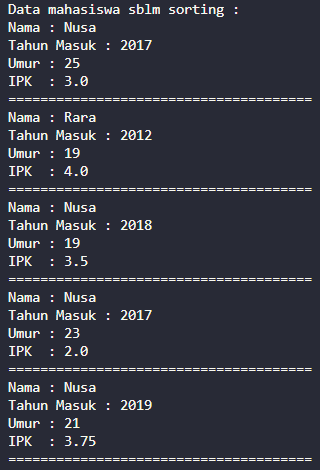 Data mahasiswa sblm sorting :
Nama : Nusa
Tahun Masuk : 2017
Umur : 25
IPK  : 3.0
======================================
Nama : Rara
Tahun Masuk : 2012
Umur : 19
IPK  : 4.0
======================================
Nama : Nusa
Tahun Masuk : 2018
Umur : 19
IPK  : 3.5
======================================
Nama : Nusa
Tahun Masuk : 2017
Umur : 23
IPK  : 2.0
======================================
Nama : Nusa
Tahun Masuk : 2019
Umur : 21
IPK  : 3.75
======================================